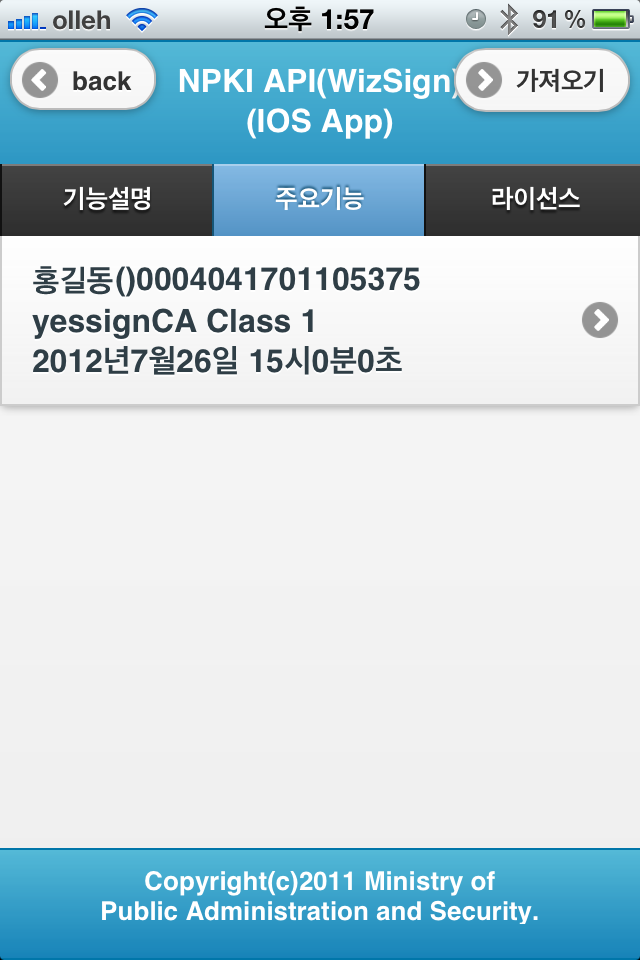 olleh 오후 1:57 91 %
back
NPKI API(WizSign)
(IOS App)
가져오기
기능설명 주요기능 라이선스
홍길동()0004041701105375
yessignCA Class 1
2012년7월26일 15시0분0초
Copyright(c)2011 Ministry of
Public Administration and Security.